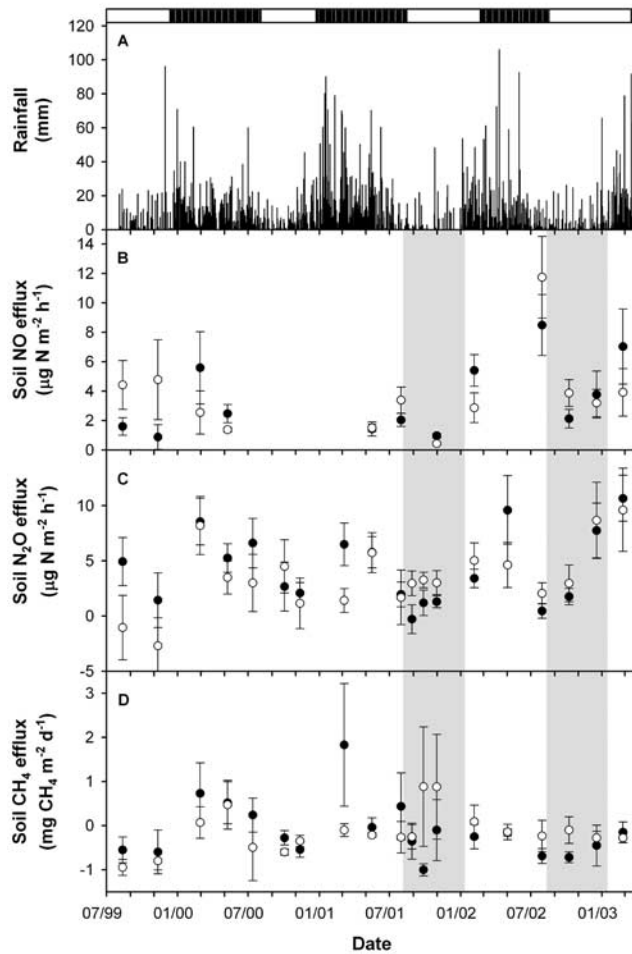 A
120
100
80
60
40
20
0
Rainfall
(mm)
B
14
12
10
8
6
4
2
0
Soil NO efflux
(μg N m⁻² h⁻¹)
C
10
5
0
-5
Soil N₂O efflux
(μg N m⁻² h⁻¹)
D
3
2
1
0
-1
Soil CH₄ efflux
(mg CH₄ m⁻² d⁻¹)
07/99 01/00 07/00 01/01 07/01 01/02 07/02 01/03
Date